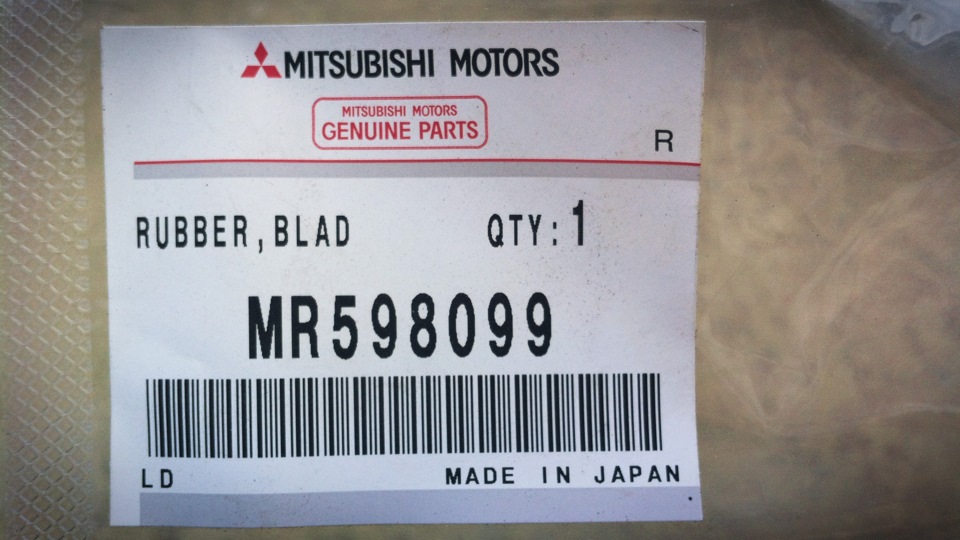 MITSUBISHI MOTORS
MITSUBISHI MOTORS
GENUINE PARTS
R
RUBBER,BLAD QTY:1
MR598099
LD MADE IN JAPAN